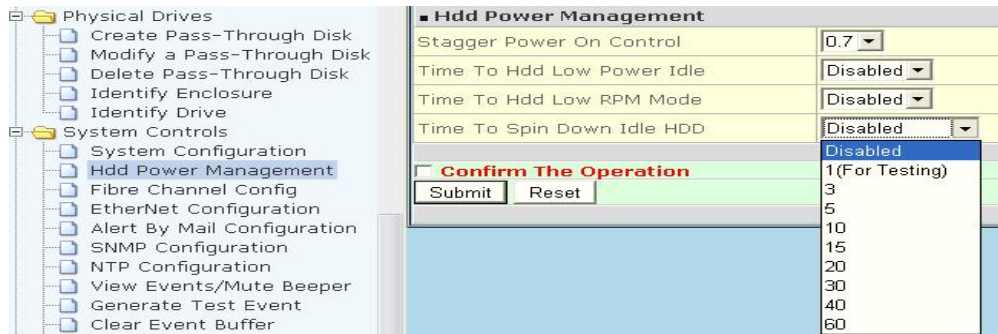 Physical Drives
Create Pass-Through Disk
Modify a Pass-Through Disk
Delete Pass-Through Disk
Identify Enclosure
Identify Drive
System Controls
System Configuration
Hdd Power Management
Fibre Channel Config
EtherNet Configuration
Alert By Mail Configuration
SNMP Configuration
NTP Configuration
View Events/Mute Beeper
Generate Test Event
Clear Event Buffer
Hdd Power Management
Stagger Power On Control 0.7
Time To Hdd Low Power Idle Disabled
Time To Hdd Low RPM Mode Disabled
Time To Spin Down Idle HDD Disabled
Disabled
1(For Testing)
3
5
10
15
20
30
40
60
Confirm The Operation
Submit Reset